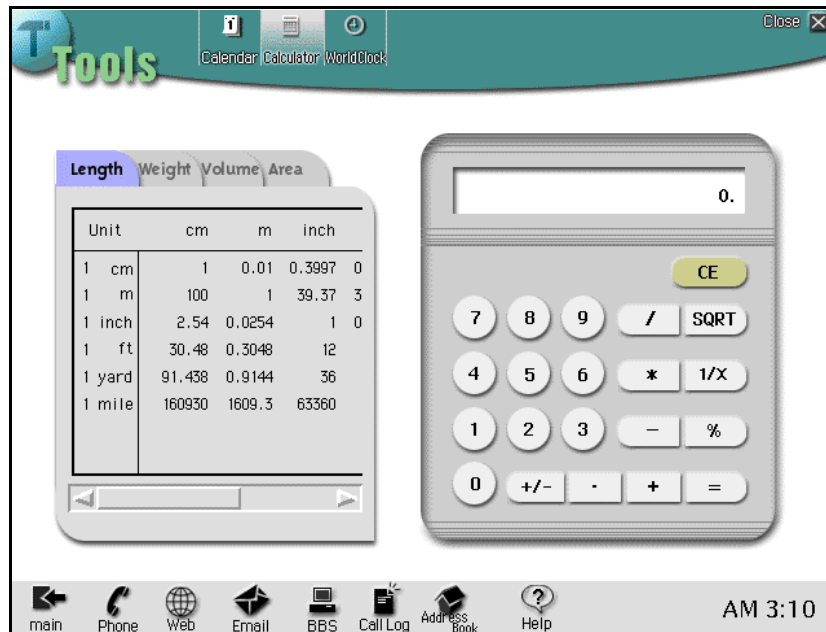 Tools
Calendar Calculator WorldClock
Close
Length Weight Volume Area
Unit cm m inch
1 cm 1 0.01 0.3997 0
1 m 100 1 39.37 3
1 inch 2.54 0.0254 1 0
1 ft 30.48 0.3048 12
1 yard 91.438 0.9144 36
1 mile 160930 1609.3 63360
0.
CE
7 8 9 / SQRT
4 5 6 * 1/X
1 2 3 - %
0 +/- . + =
main Phone Web Email BBS Call Log Address Book Help
AM 3:10